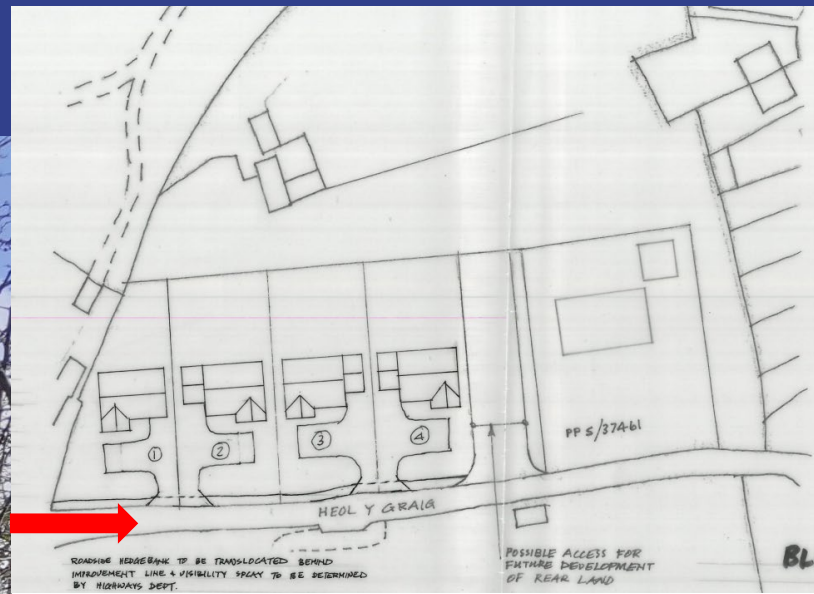 ① ② ③ ④
PP S/37461
HEOL Y GRAIG
ROADSIDE HEDGEBANK TO BE TRANSLOCATED BEHIND
IMPROVEMENT LINE & VISIBILITY SPLAY TO BE DETERMINED
BY HIGHWAYS DEPT.
POSSIBLE ACCESS FOR
FUTURE DEVELOPMENT
OF REAR LAND
BL